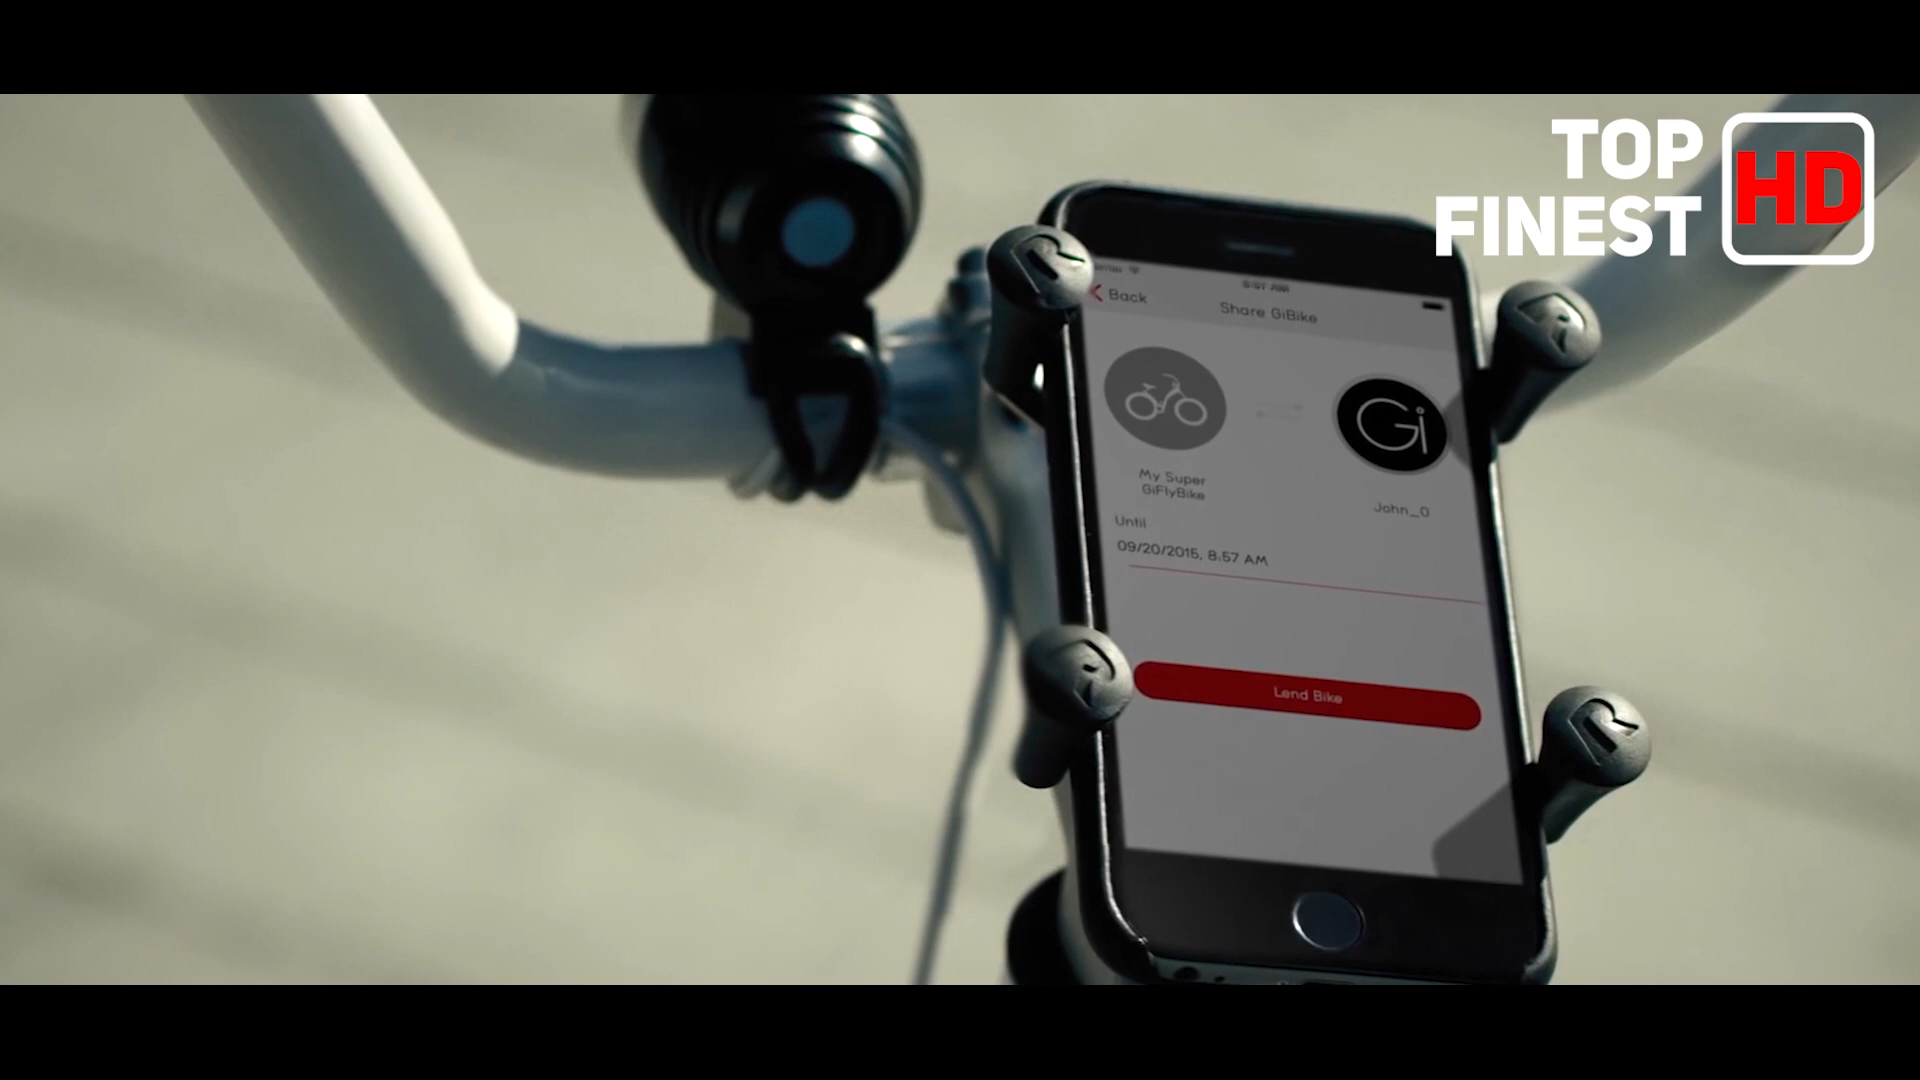 TOP
FINEST
HD
Back
Share GiBike
Gi
My Super
GiFlyBike
John_0
Until
09/20/2015, 8:57 AM
Lend Bike
R
R
R
R